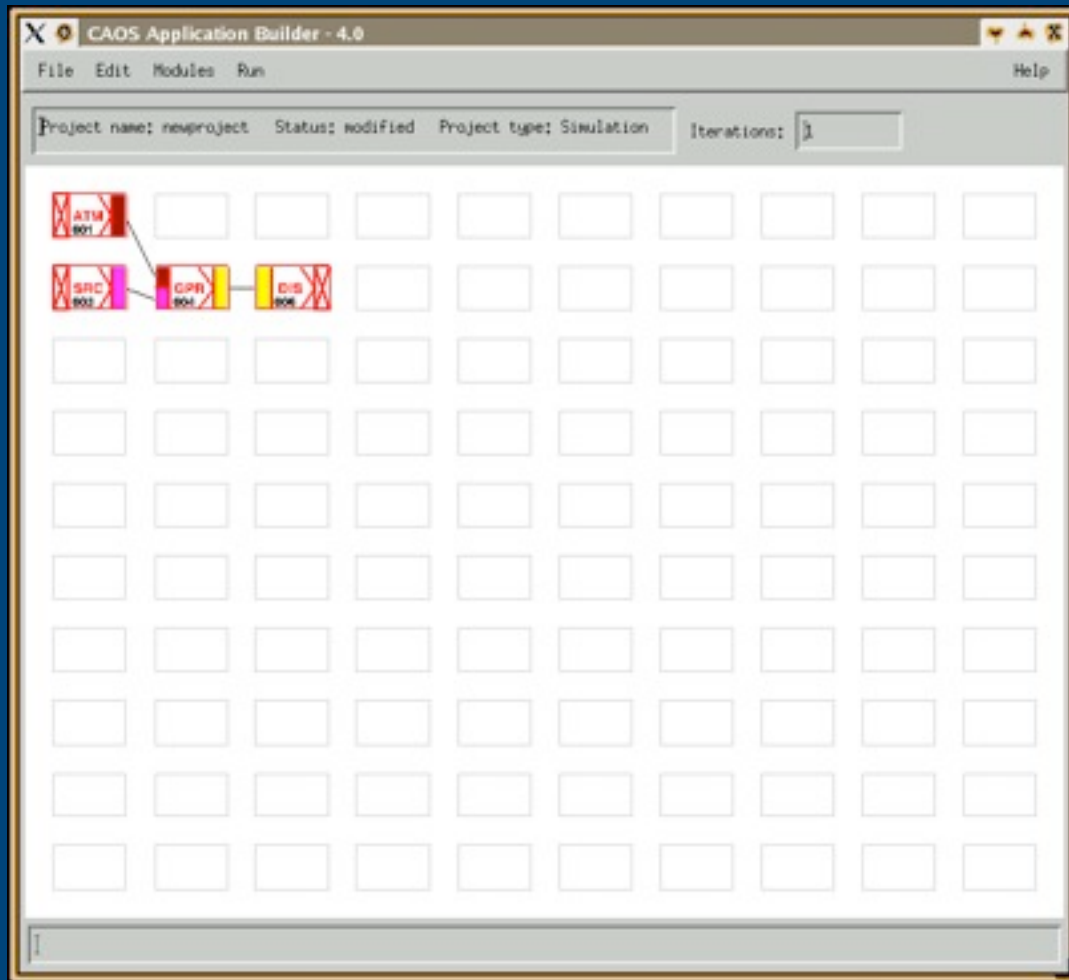 CAOS Application Builder - 4.0
File Edit Modules Run Help
Project name: newproject Status: modified Project type: Simulation Iterations: 1
ATM
001
SRC GPR DIS